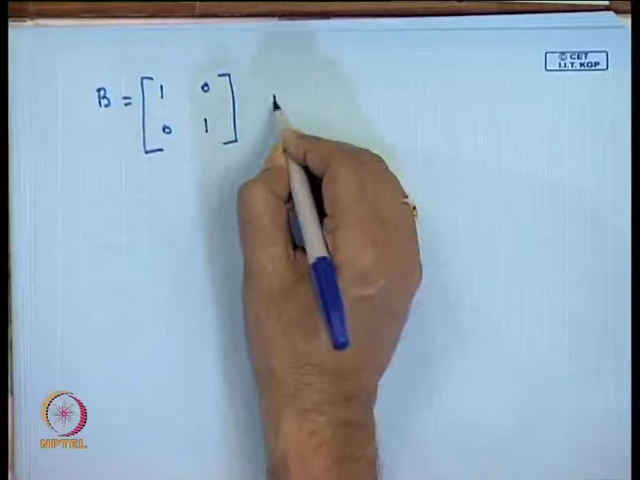 © CET
I.I.T. KGP
B = [ 1 0
0 1 ]
NPTEL